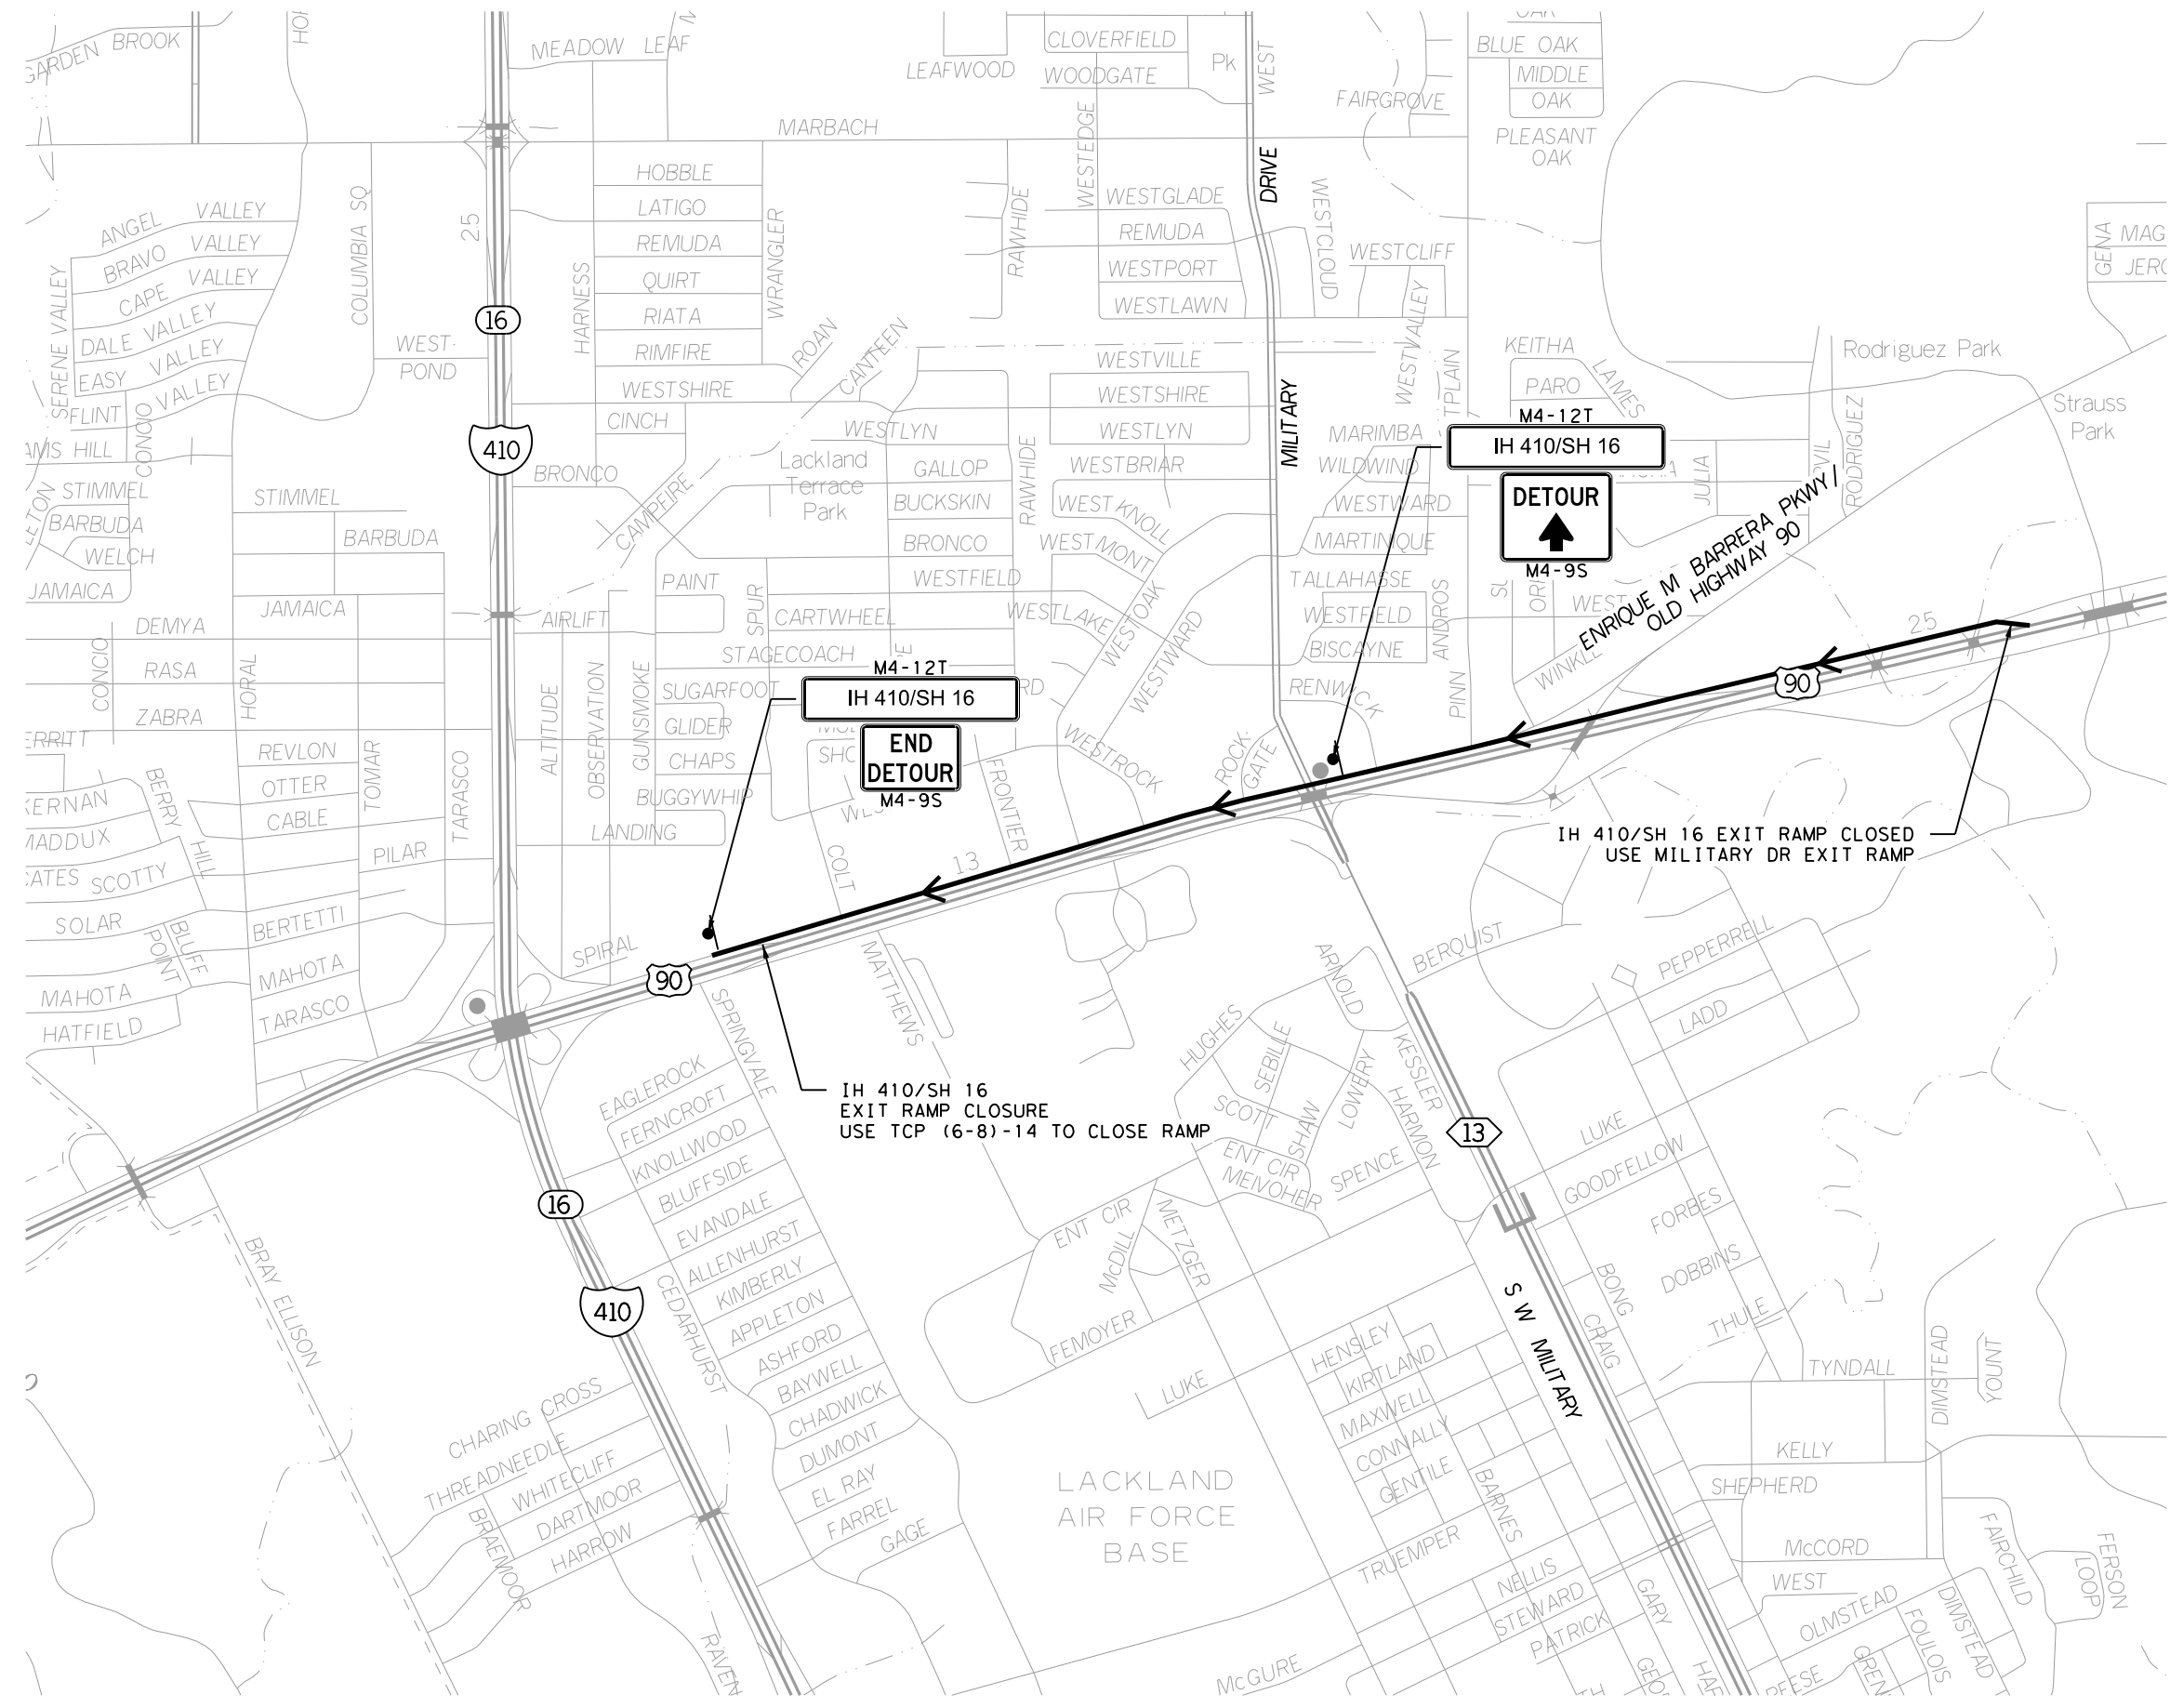 GARDEN BROOK
MEADOW LEAF
LEAFWOOD
CLOVERFIELD
WOODGATE
Pk
WEST
BLUE OAK
MIDDLE
OAK
FAIRGROVE
PLEASANT
OAK
MARBACH
WESTEDGE
DRIVE
HOBBLE
LATIGO
REMUDA
QUIRT
RIATA
RIMFIRE
WESTSHIRE
CINCH
HARNESS
WRANGLER
RAWHIDE
WESTGLADE
REMUDA
WESTPORT
WESTLAWN
WESTCLOUD
WESTCLIFF
WESTVALLEY
GENA
ANGEL VALLEY
BRAVO VALLEY
CAPE VALLEY
DALE VALLEY
EASY VALLEY
FLINT VALLEY
SERENE VALLEY
COLUMBIA SQ
25
16
WEST-
POND
CONCIO
410
ROAN
CANTEEN
WESTVILLE
WESTSHIRE
WESTLYN
WESTLYN
MILITARY
KEITHA
PARO
LAMES
Rodriguez Park
RODRIGUEZ
Strauss
Park
M4-12T
IH 410/SH 16
DETOUR
M4-9S
MARIMBA
WILDWIND
WESTWARD
MARTINIQUE
TALLAHASSE
WESTFIELD
BISCAYNE
ANDROS
PINN
RENWICK
JULIA
ENRIQUE M BARRERA PKWY/
OLD HIGHWAY 90
25
90
STIMMEL
BARBUDA
WELCH
JAMAICA
STIMMEL
BARBUDA
JAMAICA
DEMYA
RASA
ZABRA
CONCIO
HORAL
BRONCO
CAMPFIRE
Lackland
Terrace
Park
GALLOP
BUCKSKIN
BRONCO
WESTFIELD
RAWHIDE
WESTBRIAR
WEST KNOLL
WESTMONT
WESTLAKE
WESTOAK
WESTWARD
WESTROCK
ROCK-
GATE
PAINT
AIRLIFT
SPUR
CARTWHEEL
STAGECOACH
SUGARFOOT
GLIDER
CHAPS
BUGGYWHIP
LANDING
ALTITUDE
OBSERVATION
GUNSMOKE
M4-12T
IH 410/SH 16
END
DETOUR
M4-9S
FRONTIER
COLT
13
REVLON
OTTER
CABLE
TOMAR
TARASCO
PILAR
BERRY HILL
KERNAN
MADDUX
SCOTTY
SOLAR
BLUFF
POINT
BERTETTI
MAHOTA
TARASCO
MAHOTA
HATFIELD
SPIRAL
90
IH 410/SH 16 EXIT RAMP CLOSED
USE MILITARY DR EXIT RAMP
MATTHEWS
SPRINGVALE
IH 410/SH 16
EXIT RAMP CLOSURE
USE TCP (6-8)-14 TO CLOSE RAMP
ARNOLD
BERQUIST
PEPPERRELL
LADD
HUGHES
SEBILLE
LOWERY
KESSLER
HARMON
SCOTT
SHAW
ENT CIR
MEIVOHER
SPENCE
13
LUKE
GOODFELLOW
FORBES
DOBBINS
THULE
BONG
CRAIG
S W MILITARY
16
410
EAGLEROCK
FERNCROFT
KNOLLWOOD
BLUFFSIDE
EVANDALE
ALLENHURST
KIMBERLY
APPLETON
ASHFORD
BAYWELL
CHADWICK
DUMONT
EL RAY
FARREL
GAGE
CEDARHURST
BRAY ELLISON
ENT CIR
McDILL
METZGER
FEMOYER
LUKE
HENSLEY
KIRTLAND
MAXWELL
CONNALLY
GENTILE
BARNES
TYNDALL
DIMSTEAD
YOUNT
KELLY
SHEPHERD
CHARING CROSS
THREADNEEDLE
WHITECLIFF
DARTMOOR
HARROW
BRAEMOOR
LACKLAND
AIR FORCE
BASE
TRUEMPER
NELLIS
STEWARD
PATRICK
GARY
McCORD
WEST
OLMSTEAD
FOULOIS
DIMSTEAD
FAIRCHILD
FERSON
LOOP
McGURE
RAVEN